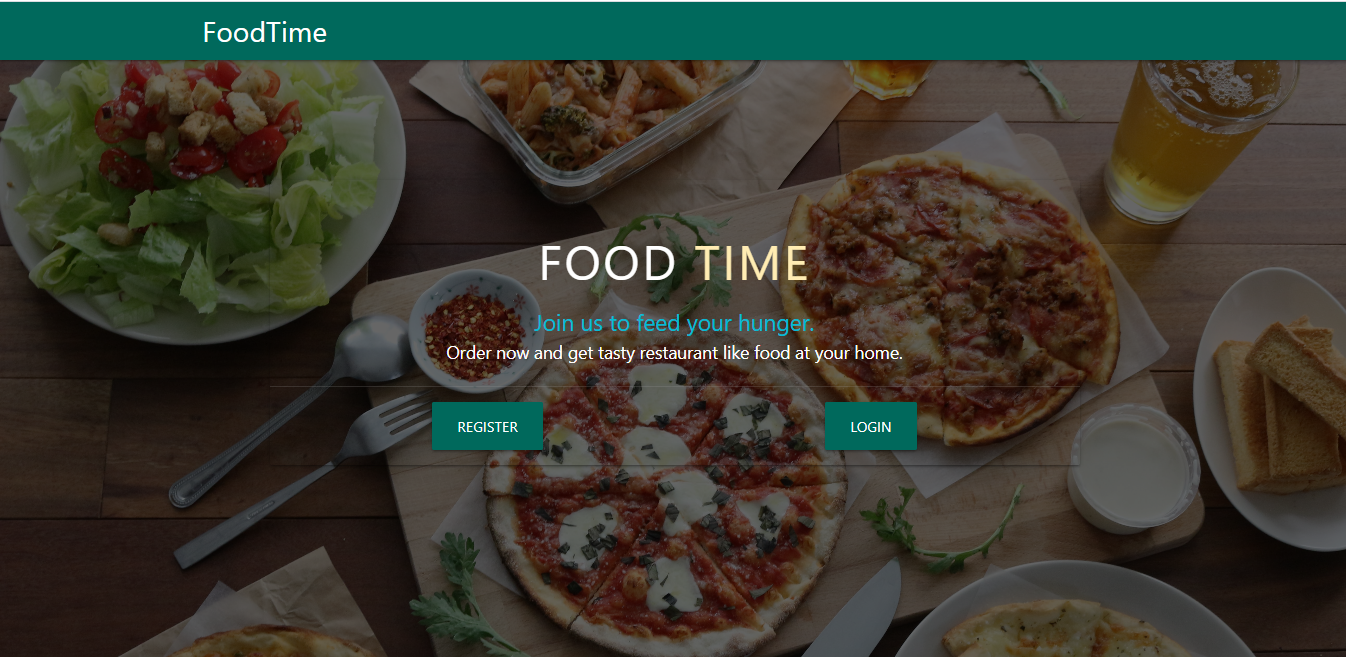 FoodTime
FOOD TIME
Join us to feed your hunger.
Order now and get tasty restaurant like food at your home.
REGISTER
LOGIN